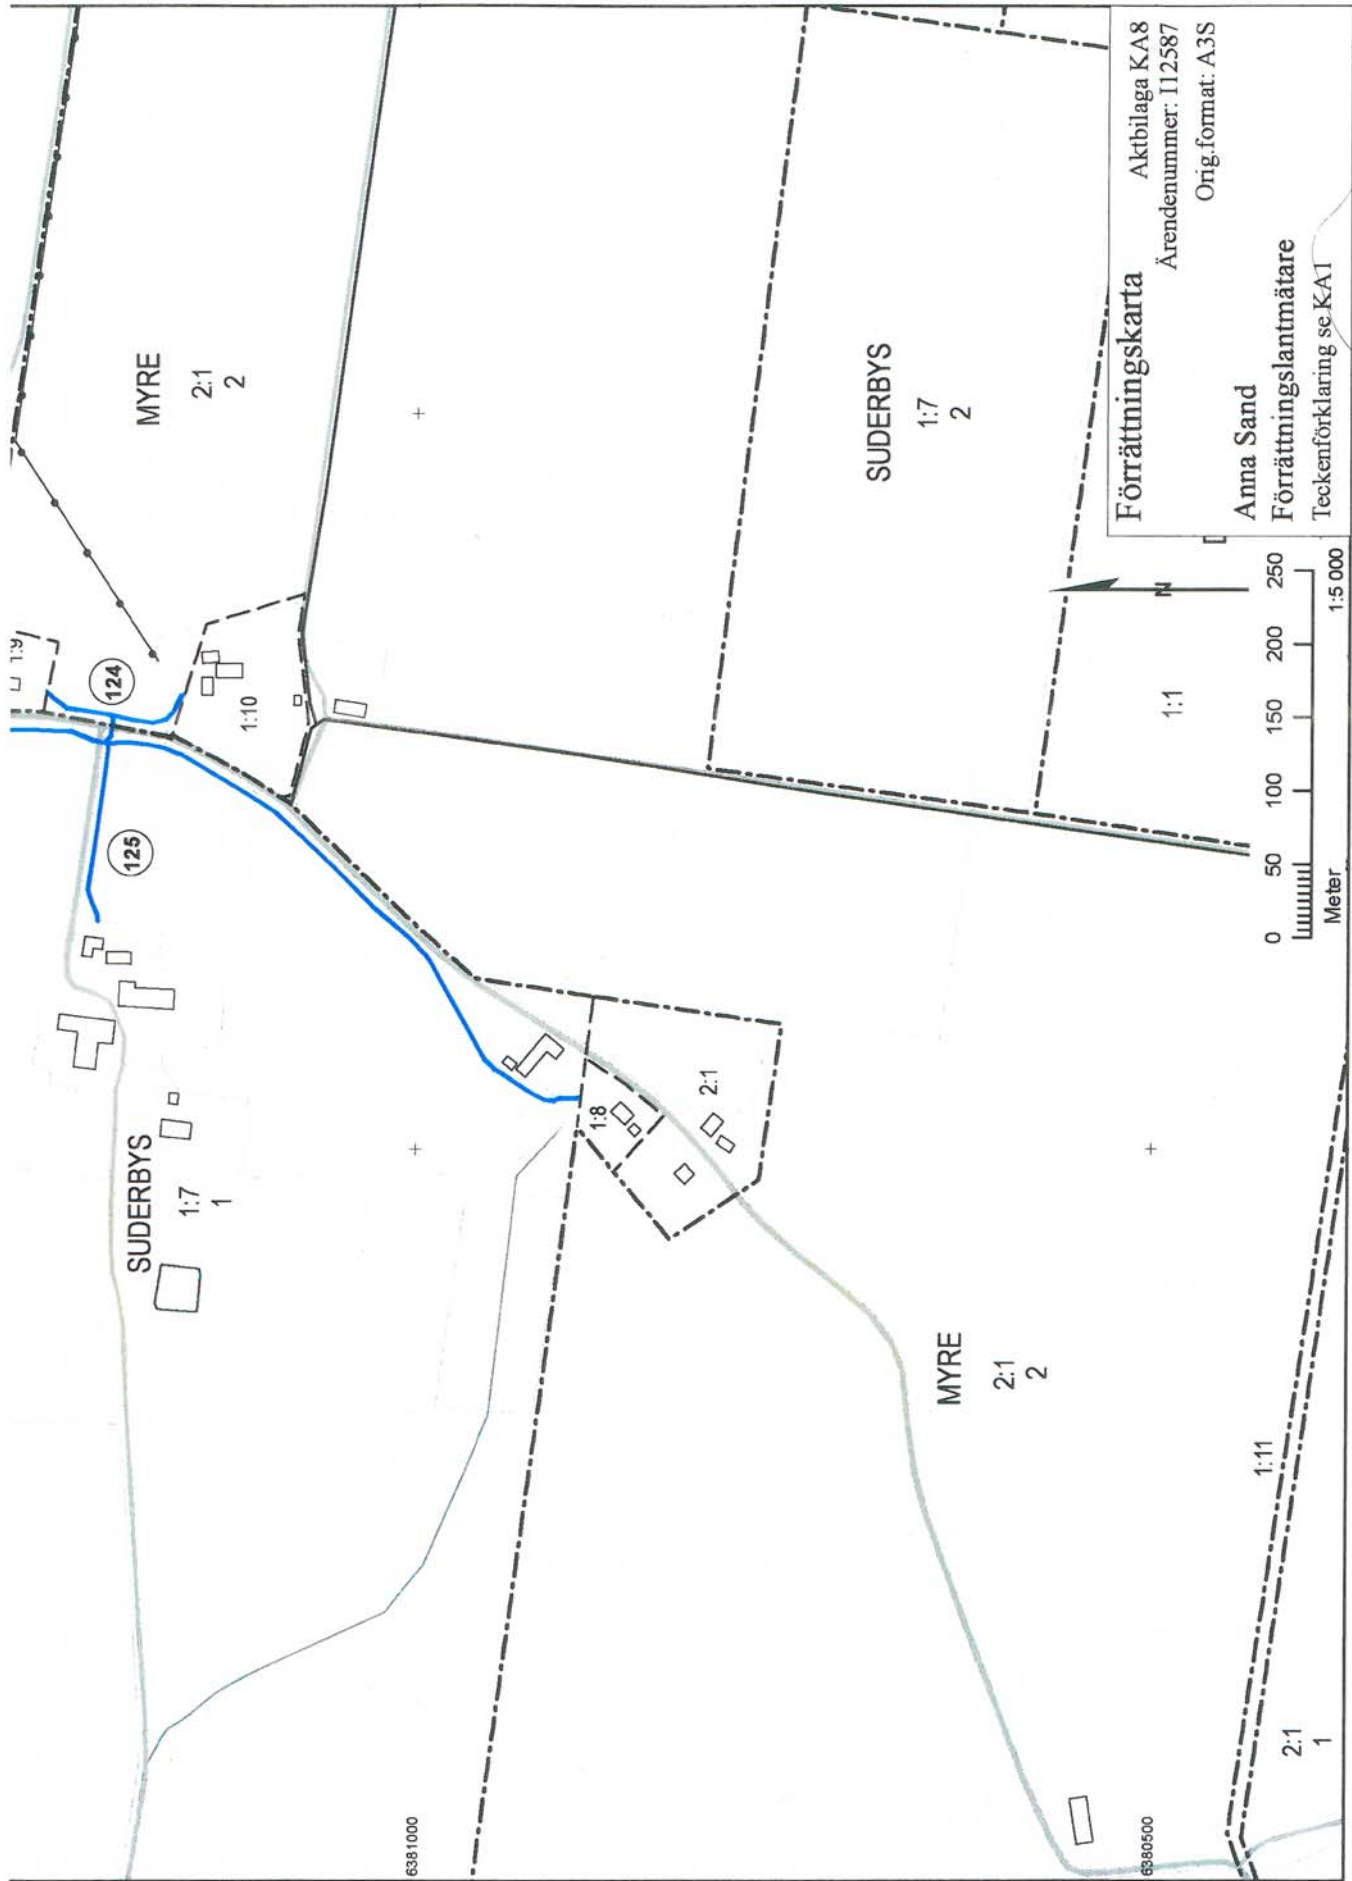 SUDERBYS
1:7
1
125
124
1:9
1:10
MYRE
2:1
2
6381000
1:8
2:1
SUDERBYS
1:7
2
MYRE
2:1
2
6380500
1:1
N
1:11
2:1
1
0 50 100 150 200 250
Meter
1:5 000
Förrättningskarta
Aktbilaga KA8
Ärendenummer: I12587
Orig.format: A3S
Anna Sand
Förrättningslantmätare
Teckenförklaring se KA1